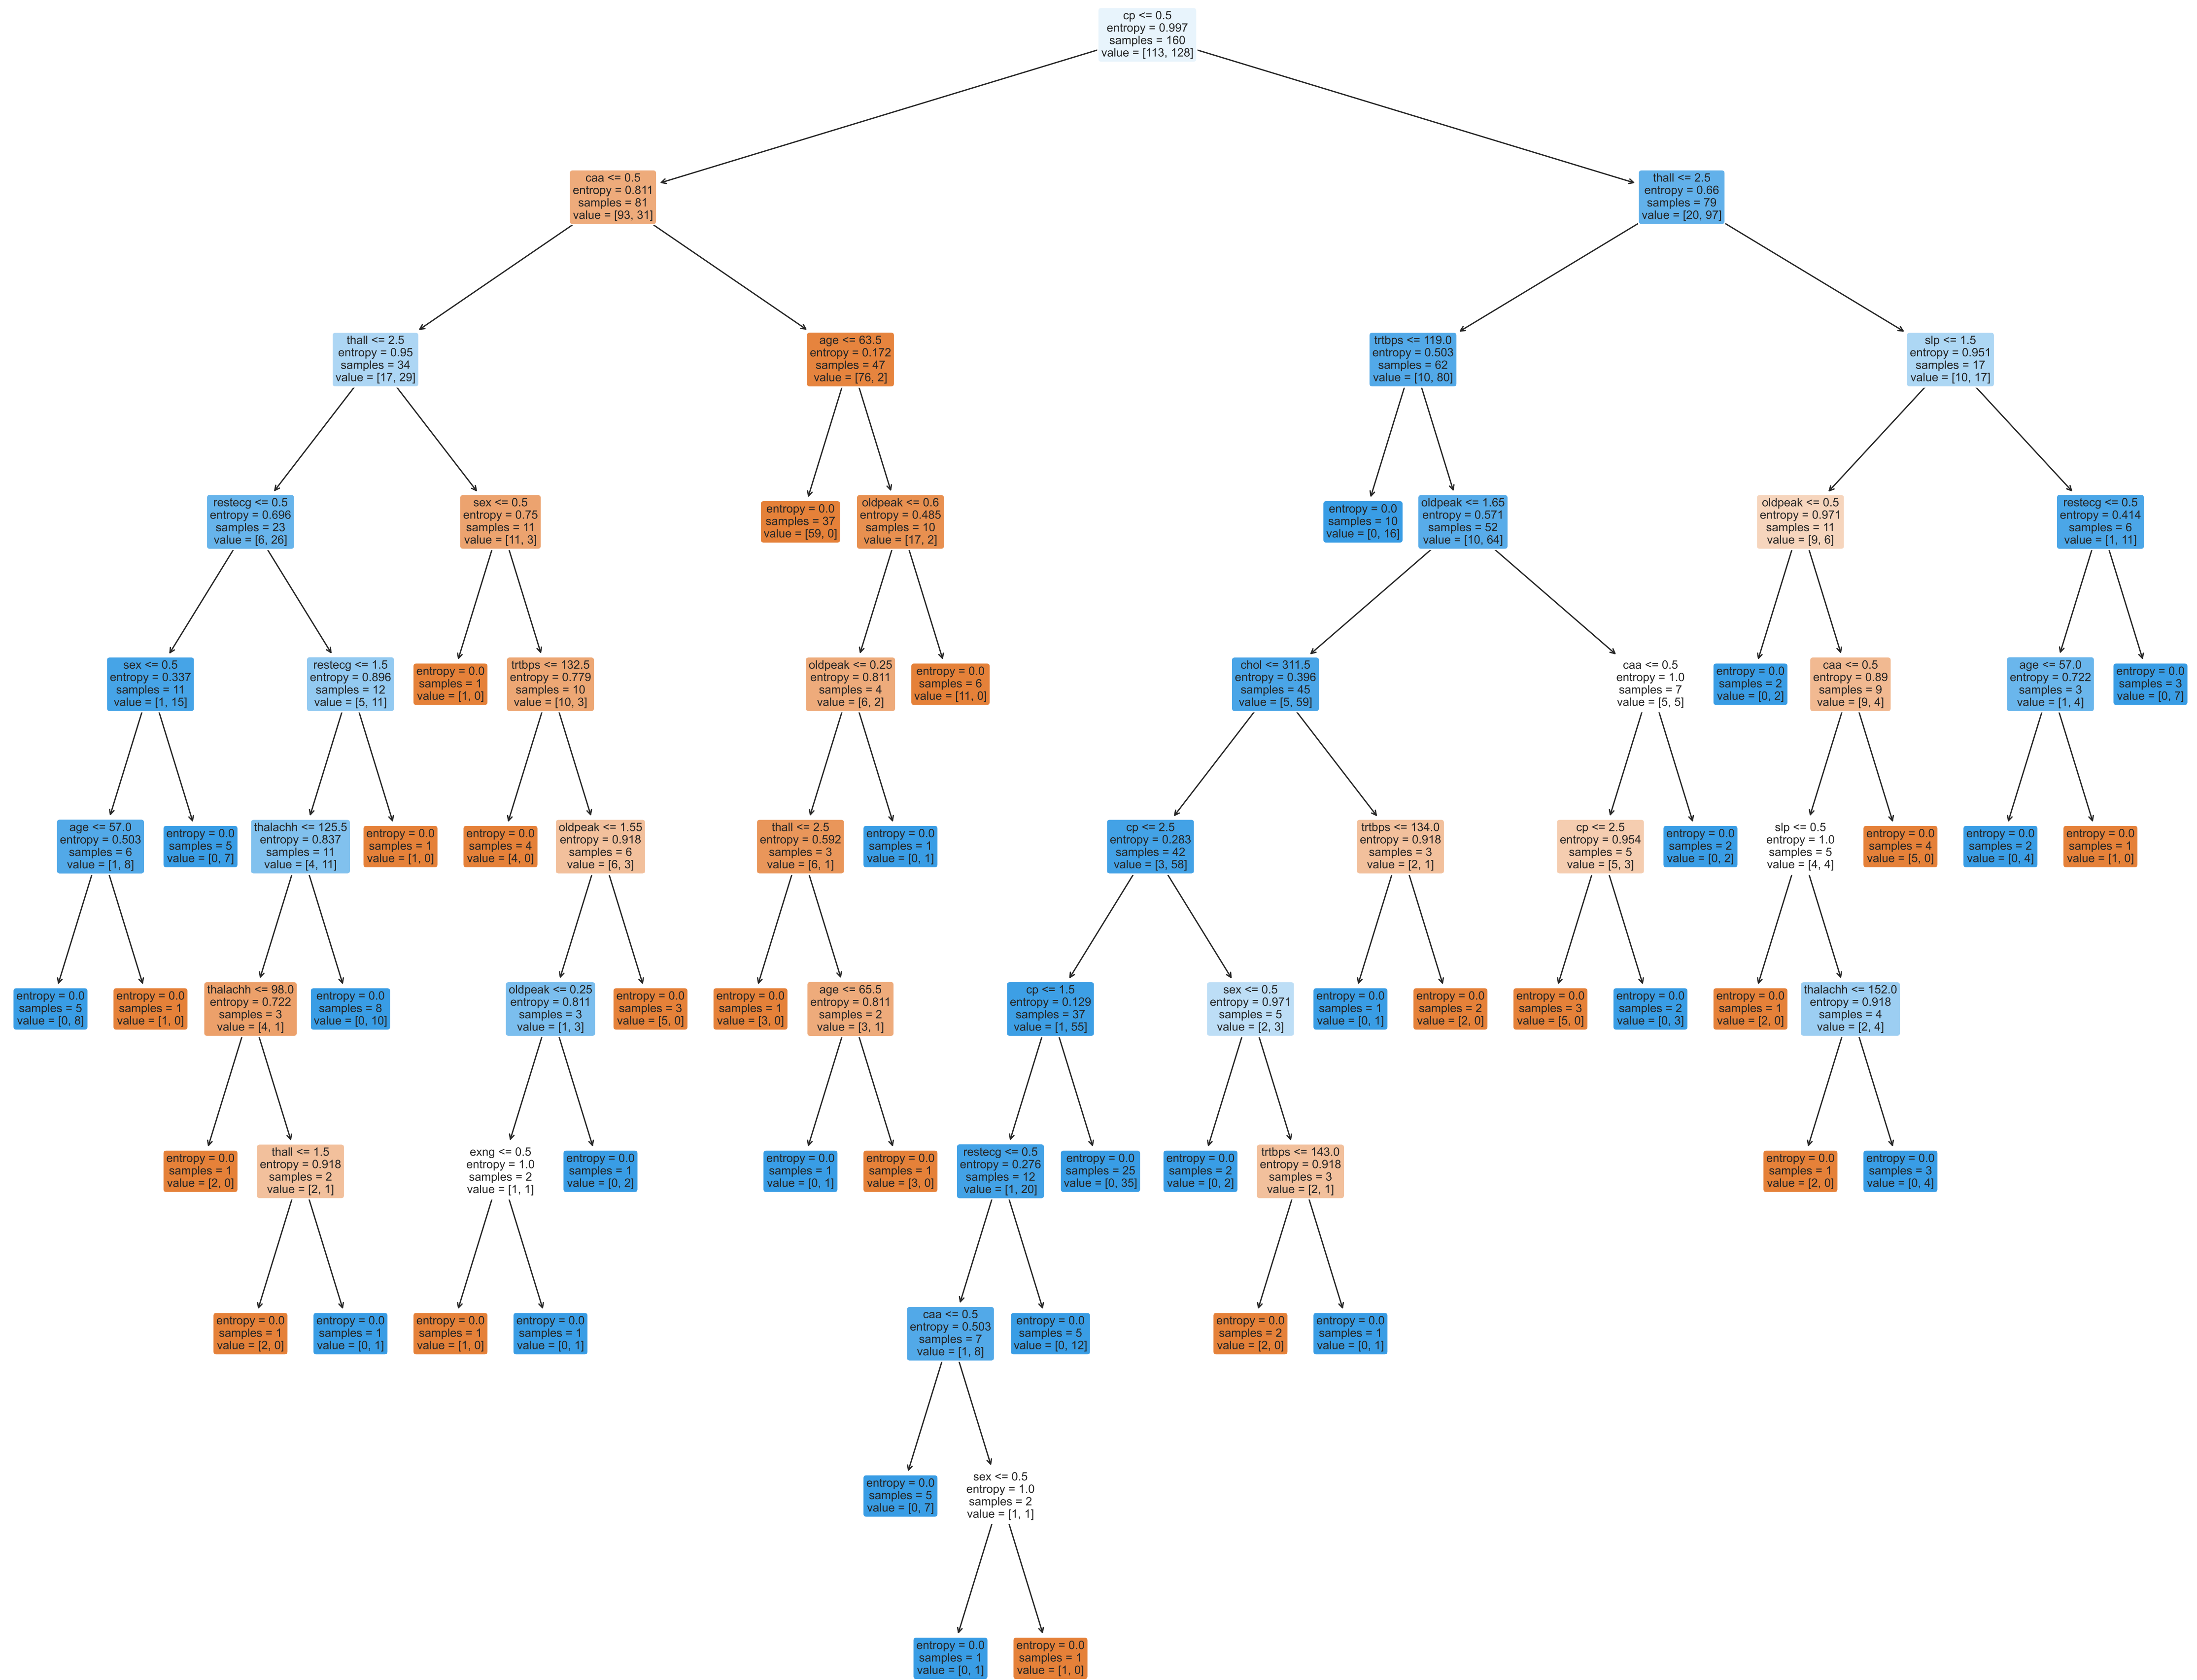 cp <= 0.5
entropy = 0.997
samples = 160
value = [113, 128]
caa <= 0.5
entropy = 0.811
samples = 81
value = [93, 31]
thall <= 2.5
entropy = 0.66
samples = 79
value = [20, 97]
thall <= 2.5
entropy = 0.95
samples = 34
value = [17, 29]
age <= 63.5
entropy = 0.172
samples = 47
value = [76, 2]
trtbps <= 119.0
entropy = 0.503
samples = 62
value = [10, 80]
slp <= 1.5
entropy = 0.951
samples = 17
value = [10, 17]
restecg <= 0.5
entropy = 0.696
samples = 23
value = [6, 26]
sex <= 0.5
entropy = 0.75
samples = 11
value = [11, 3]
entropy = 0.0
samples = 37
value = [59, 0]
oldpeak <= 0.6
entropy = 0.485
samples = 10
value = [17, 2]
entropy = 0.0
samples = 10
value = [0, 16]
oldpeak <= 1.65
entropy = 0.571
samples = 52
value = [10, 64]
oldpeak <= 0.5
entropy = 0.971
samples = 11
value = [9, 6]
restecg <= 0.5
entropy = 0.414
samples = 6
value = [1, 11]
sex <= 0.5
entropy = 0.337
samples = 11
value = [1, 15]
restecg <= 1.5
entropy = 0.896
samples = 12
value = [5, 11]
entropy = 0.0
samples = 1
value = [1, 0]
trtbps <= 132.5
entropy = 0.779
samples = 10
value = [10, 3]
oldpeak <= 0.25
entropy = 0.811
samples = 4
value = [6, 2]
entropy = 0.0
samples = 6
value = [11, 0]
chol <= 311.5
entropy = 0.396
samples = 45
value = [5, 59]
caa <= 0.5
entropy = 1.0
samples = 7
value = [5, 5]
entropy = 0.0
samples = 2
value = [0, 2]
caa <= 0.5
entropy = 0.89
samples = 9
value = [9, 4]
age <= 57.0
entropy = 0.722
samples = 3
value = [1, 4]
entropy = 0.0
samples = 3
value = [0, 7]
age <= 57.0
entropy = 0.503
samples = 6
value = [1, 8]
entropy = 0.0
samples = 5
value = [0, 7]
thalachh <= 125.5
entropy = 0.837
samples = 11
value = [4, 11]
entropy = 0.0
samples = 1
value = [1, 0]
entropy = 0.0
samples = 4
value = [4, 0]
oldpeak <= 1.55
entropy = 0.918
samples = 6
value = [6, 3]
thall <= 2.5
entropy = 0.592
samples = 3
value = [6, 1]
entropy = 0.0
samples = 1
value = [0, 1]
cp <= 2.5
entropy = 0.283
samples = 42
value = [3, 58]
trtbps <= 134.0
entropy = 0.918
samples = 3
value = [2, 1]
cp <= 2.5
entropy = 0.954
samples = 5
value = [5, 3]
entropy = 0.0
samples = 2
value = [0, 2]
slp <= 0.5
entropy = 1.0
samples = 5
value = [4, 4]
entropy = 0.0
samples = 4
value = [5, 0]
entropy = 0.0
samples = 2
value = [0, 4]
entropy = 0.0
samples = 1
value = [1, 0]
entropy = 0.0
samples = 5
value = [0, 8]
entropy = 0.0
samples = 1
value = [1, 0]
thalachh <= 98.0
entropy = 0.722
samples = 3
value = [4, 1]
entropy = 0.0
samples = 8
value = [0, 10]
oldpeak <= 0.25
entropy = 0.811
samples = 3
value = [1, 3]
entropy = 0.0
samples = 3
value = [5, 0]
entropy = 0.0
samples = 1
value = [3, 0]
age <= 65.5
entropy = 0.811
samples = 2
value = [3, 1]
cp <= 1.5
entropy = 0.129
samples = 37
value = [1, 55]
sex <= 0.5
entropy = 0.971
samples = 5
value = [2, 3]
entropy = 0.0
samples = 1
value = [0, 1]
entropy = 0.0
samples = 2
value = [2, 0]
entropy = 0.0
samples = 3
value = [5, 0]
entropy = 0.0
samples = 2
value = [0, 3]
entropy = 0.0
samples = 1
value = [2, 0]
thalachh <= 152.0
entropy = 0.918
samples = 4
value = [2, 4]
entropy = 0.0
samples = 1
value = [2, 0]
thall <= 1.5
entropy = 0.918
samples = 2
value = [2, 1]
exng <= 0.5
entropy = 1.0
samples = 2
value = [1, 1]
entropy = 0.0
samples = 1
value = [0, 2]
entropy = 0.0
samples = 1
value = [0, 1]
entropy = 0.0
samples = 1
value = [3, 0]
restecg <= 0.5
entropy = 0.276
samples = 12
value = [1, 20]
entropy = 0.0
samples = 25
value = [0, 35]
entropy = 0.0
samples = 2
value = [0, 2]
trtbps <= 143.0
entropy = 0.918
samples = 3
value = [2, 1]
entropy = 0.0
samples = 1
value = [2, 0]
entropy = 0.0
samples = 3
value = [0, 4]
entropy = 0.0
samples = 1
value = [2, 0]
entropy = 0.0
samples = 1
value = [0, 1]
entropy = 0.0
samples = 1
value = [1, 0]
entropy = 0.0
samples = 1
value = [0, 1]
caa <= 0.5
entropy = 0.503
samples = 7
value = [1, 8]
entropy = 0.0
samples = 5
value = [0, 12]
entropy = 0.0
samples = 2
value = [2, 0]
entropy = 0.0
samples = 1
value = [0, 1]
entropy = 0.0
samples = 5
value = [0, 7]
sex <= 0.5
entropy = 1.0
samples = 2
value = [1, 1]
entropy = 0.0
samples = 1
value = [0, 1]
entropy = 0.0
samples = 1
value = [1, 0]